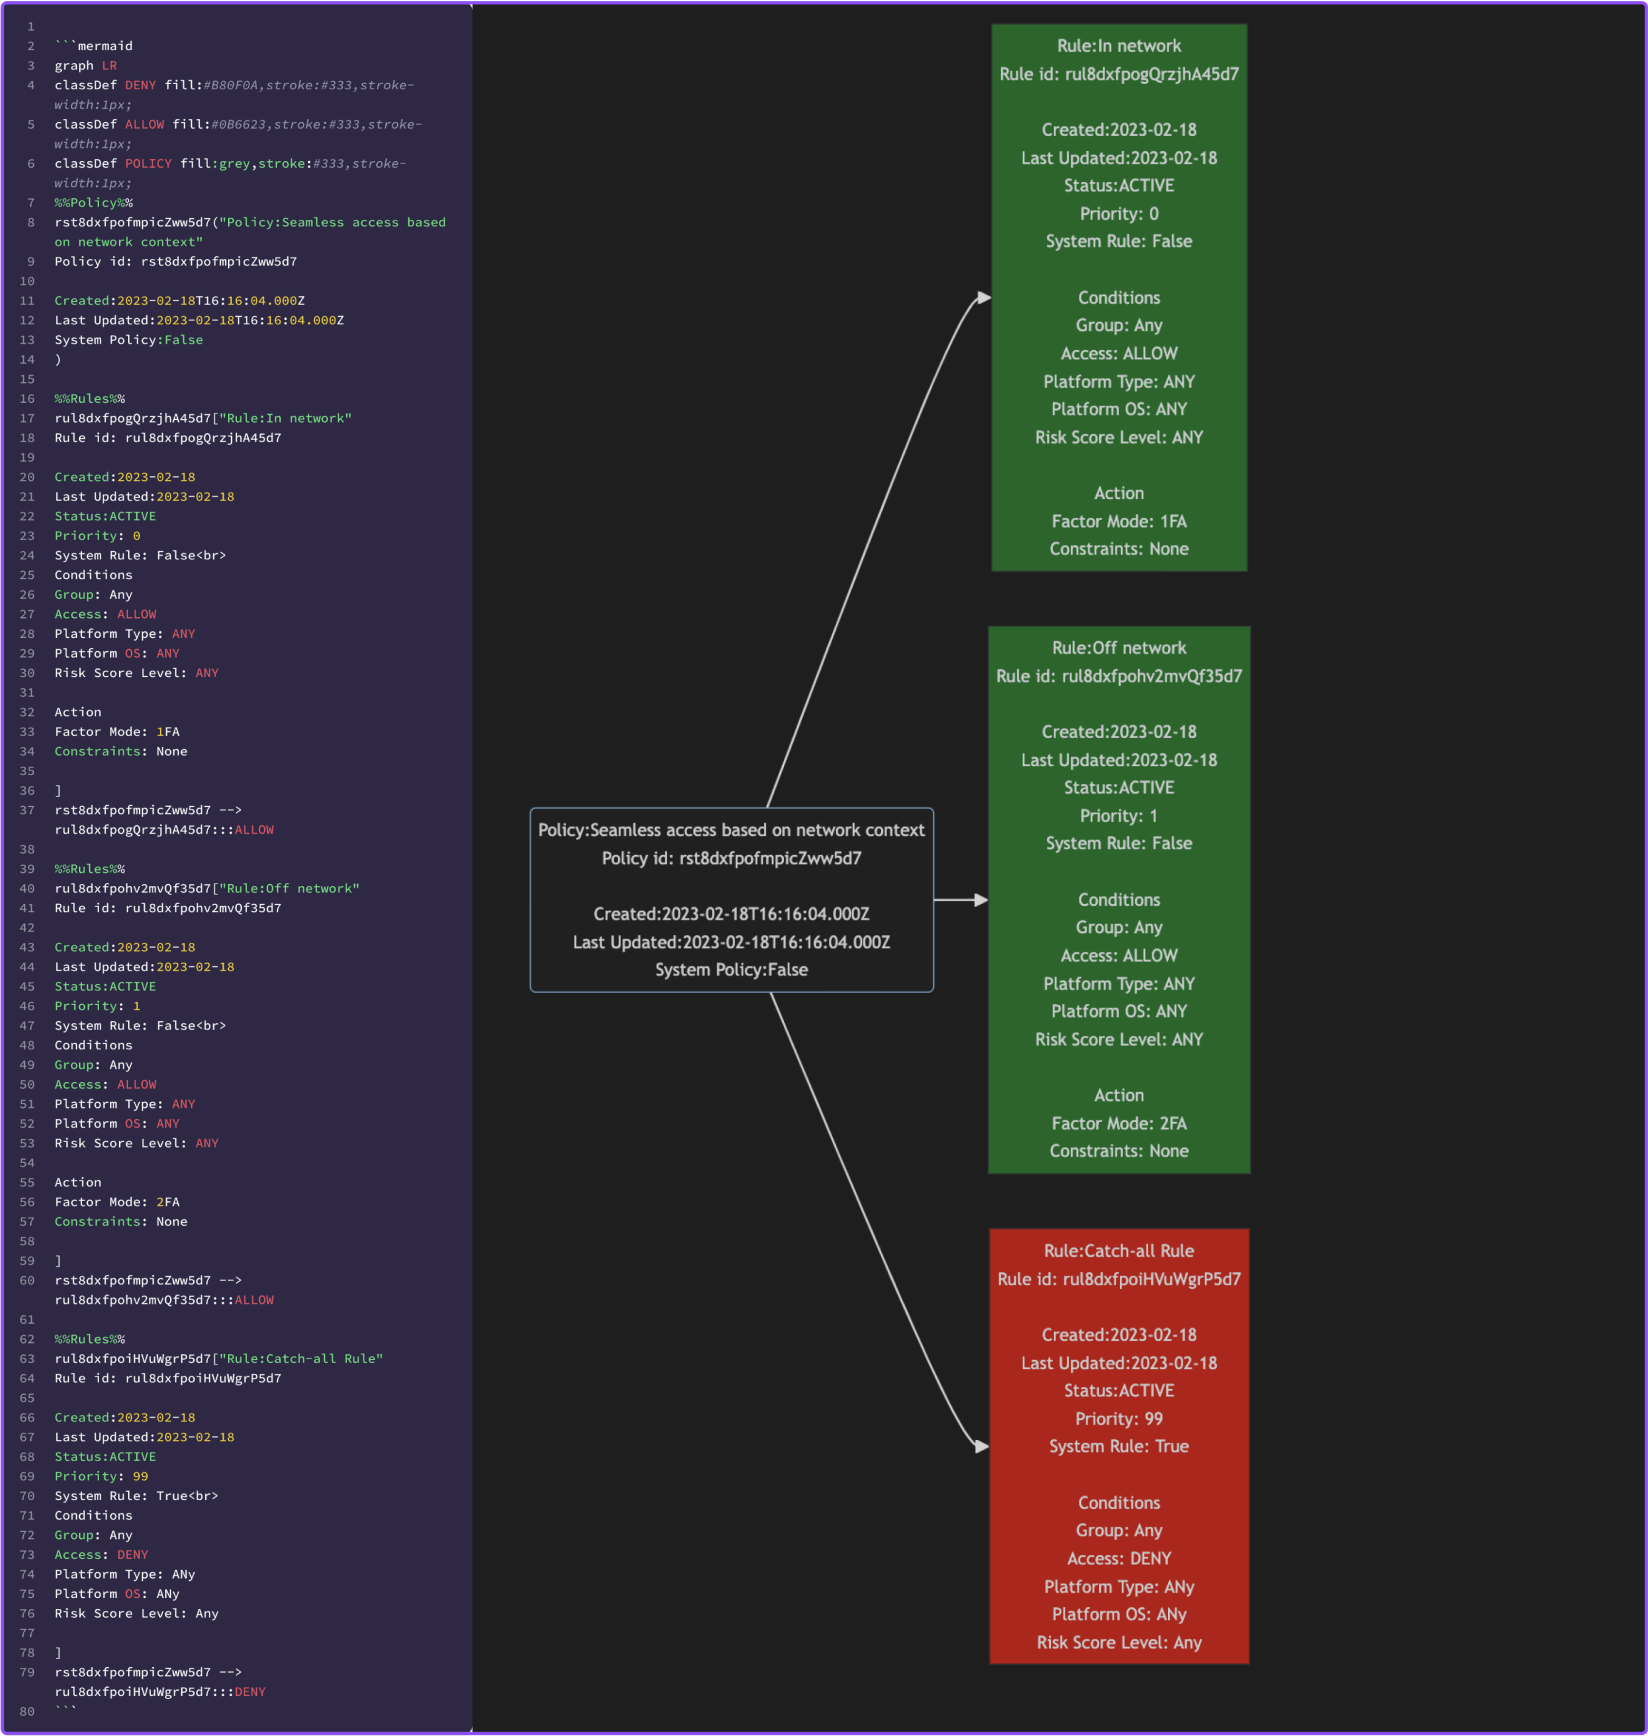 1
2 ```mermaid
3 graph LR
4 classDef DENY fill:#B80F0A,stroke:#333,stroke-
width:1px;
5 classDef ALLOW fill:#0B6623,stroke:#333,stroke-
width:1px;
6 classDef POLICY fill:grey,stroke:#333,stroke-
width:1px;
7 %%Policy%%
8 rst8dxfpofmpicZww5d7("Policy:Seamless access based
on network context"
9 Policy id: rst8dxfpofmpicZww5d7
10
11 Created:2023-02-18T16:16:04.000Z
12 Last Updated:2023-02-18T16:16:04.000Z
13 System Policy:False
14 )
15
16 %%Rules%%
17 rul8dxfpogQrzjhA45d7["Rule:In network"
18 Rule id: rul8dxfpogQrzjhA45d7
19
20 Created:2023-02-18
21 Last Updated:2023-02-18
22 Status:ACTIVE
23 Priority: 0
24 System Rule: False<br>
25 Conditions
26 Group: Any
27 Access: ALLOW
28 Platform Type: ANY
29 Platform OS: ANY
30 Risk Score Level: ANY
31
32 Action
33 Factor Mode: 1FA
34 Constraints: None
35
36 ]
37 rst8dxfpofmpicZww5d7 -->
rul8dxfpogQrzjhA45d7:::ALLOW
38
39 %%Rules%%
40 rul8dxfpohv2mvQf35d7["Rule:Off network"
41 Rule id: rul8dxfpohv2mvQf35d7
42
43 Created:2023-02-18
44 Last Updated:2023-02-18
45 Status:ACTIVE
46 Priority: 1
47 System Rule: False<br>
48 Conditions
49 Group: Any
50 Access: ALLOW
51 Platform Type: ANY
52 Platform OS: ANY
53 Risk Score Level: ANY
54
55 Action
56 Factor Mode: 2FA
57 Constraints: None
58
59 ]
60 rst8dxfpofmpicZww5d7 -->
rul8dxfpohv2mvQf35d7:::ALLOW
61
62 %%Rules%%
63 rul8dxfpoiHVuWgrP5d7["Rule:Catch-all Rule"
64 Rule id: rul8dxfpoiHVuWgrP5d7
65
66 Created:2023-02-18
67 Last Updated:2023-02-18
68 Status:ACTIVE
69 Priority: 99
70 System Rule: True<br>
71 Conditions
72 Group: Any
73 Access: DENY
74 Platform Type: ANy
75 Platform OS: ANy
76 Risk Score Level: Any
77
78 ]
79 rst8dxfpofmpicZww5d7 -->
rul8dxfpoiHVuWgrP5d7:::DENY
80 ```
Policy:Seamless access based on network context
Policy id: rst8dxfpofmpicZww5d7
Created:2023-02-18T16:16:04.000Z
Last Updated:2023-02-18T16:16:04.000Z
System Policy:False
Rule:In network
Rule id: rul8dxfpogQrzjhA45d7
Created:2023-02-18
Last Updated:2023-02-18
Status:ACTIVE
Priority: 0
System Rule: False
Conditions
Group: Any
Access: ALLOW
Platform Type: ANY
Platform OS: ANY
Risk Score Level: ANY
Action
Factor Mode: 1FA
Constraints: None
Rule:Off network
Rule id: rul8dxfpohv2mvQf35d7
Created:2023-02-18
Last Updated:2023-02-18
Status:ACTIVE
Priority: 1
System Rule: False
Conditions
Group: Any
Access: ALLOW
Platform Type: ANY
Platform OS: ANY
Risk Score Level: ANY
Action
Factor Mode: 2FA
Constraints: None
Rule:Catch-all Rule
Rule id: rul8dxfpoiHVuWgrP5d7
Created:2023-02-18
Last Updated:2023-02-18
Status:ACTIVE
Priority: 99
System Rule: True
Conditions
Group: Any
Access: DENY
Platform Type: ANy
Platform OS: ANy
Risk Score Level: Any